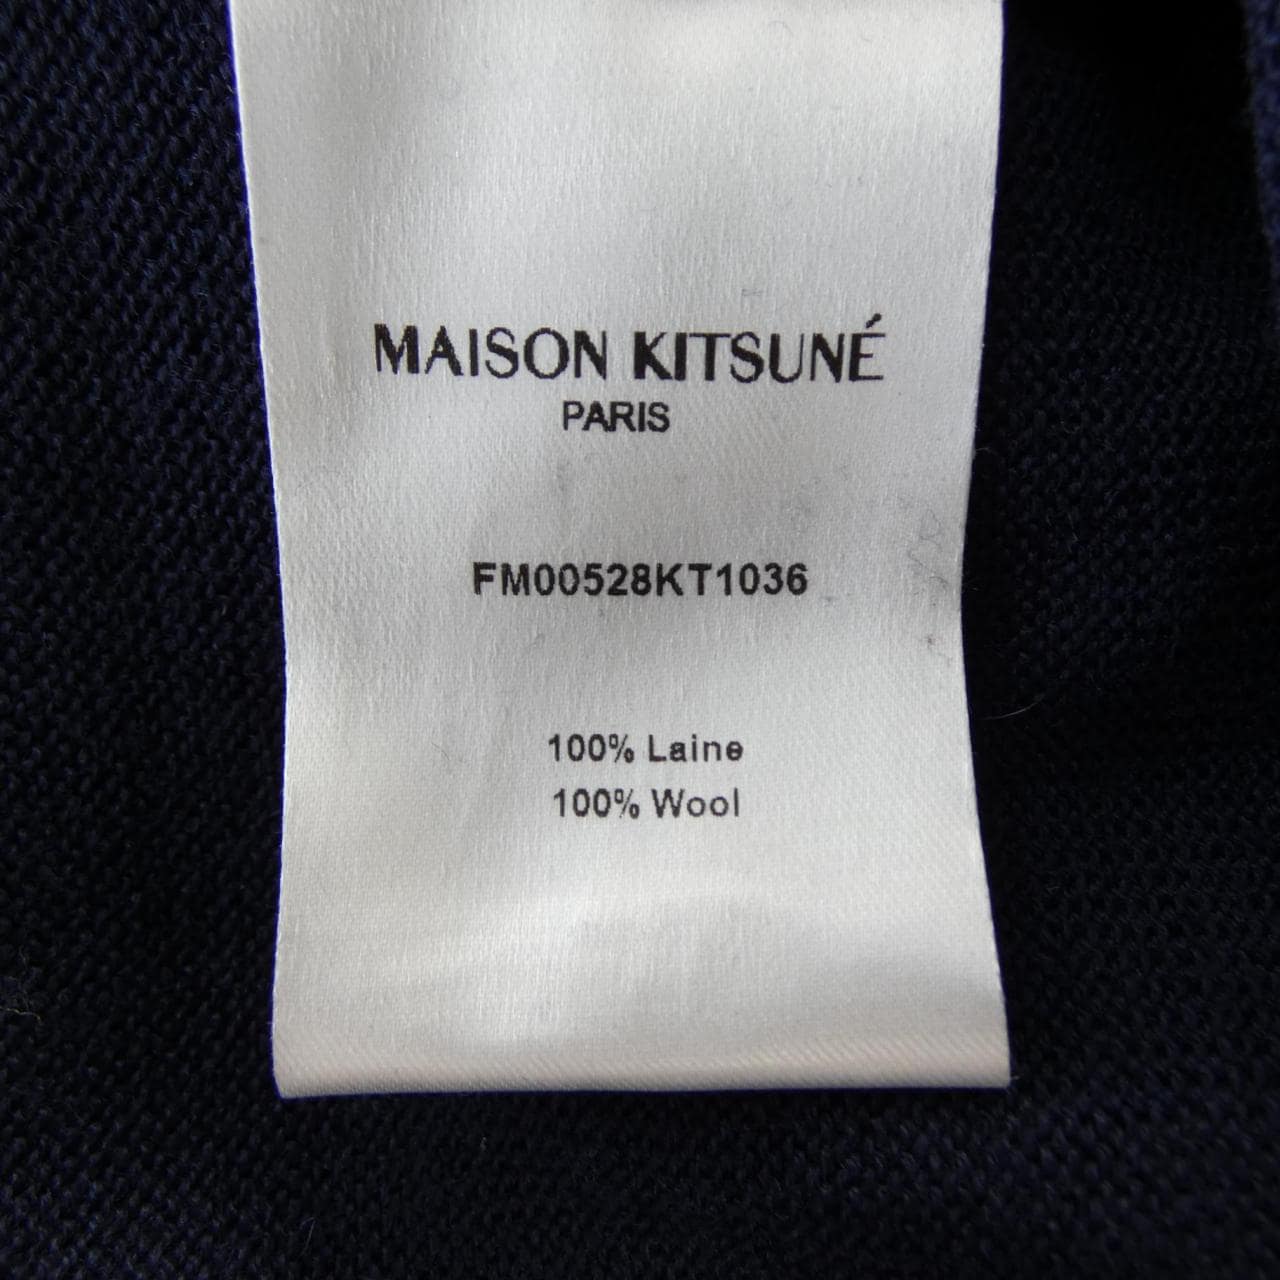 MAISON KITSUNÉ
PARIS
FM00528KT1036
100% Laine
100% Wool